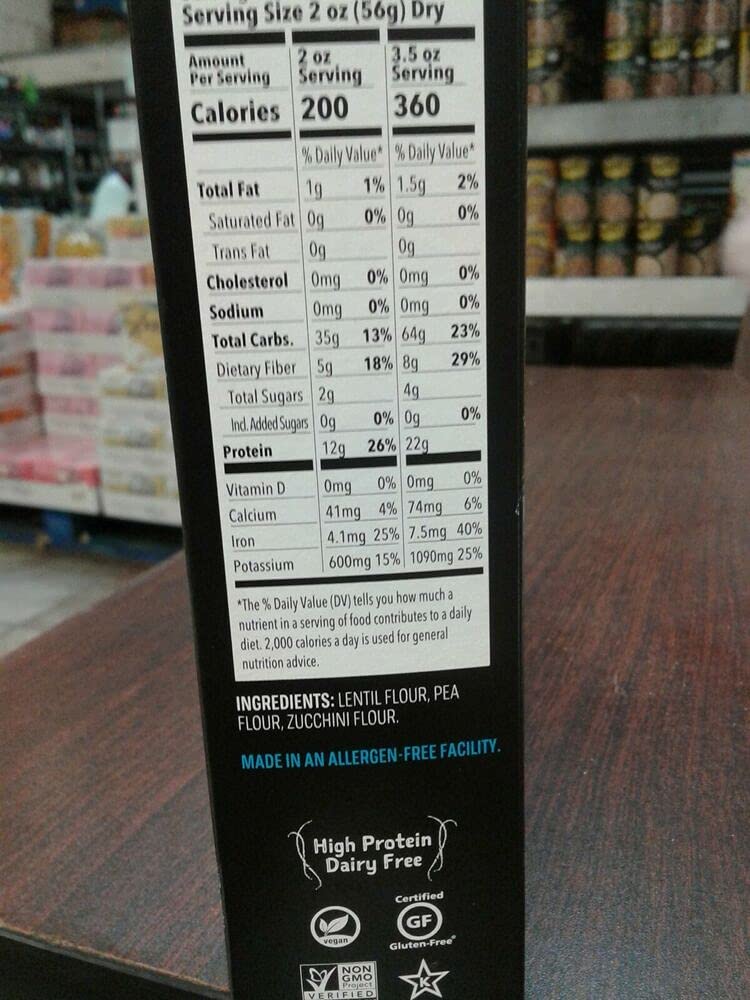 Serving Size 2 oz (56g) Dry
Amount Per Serving 2 oz Serving 3.5 oz Serving
Calories 200 360
% Daily Value* % Daily Value*
Total Fat 1g 1% 1.5g 2%
Saturated Fat 0g 0% 0g 0%
Trans Fat 0g 0g
Cholesterol 0mg 0% 0mg 0%
Sodium 0mg 0% 0mg 0%
Total Carbs. 35g 13% 64g 23%
Dietary Fiber 5g 18% 8g 29%
Total Sugars 2g 4g
Incl. Added Sugars 0g 0% 0g 0%
Protein 12g 26% 22g
Vitamin D 0mg 0% 0mg 0%
Calcium 41mg 4% 74mg 6%
Iron 4.1mg 25% 7.5mg 40%
Potassium 600mg 15% 1090mg 25%
*The % Daily Value (DV) tells you how much a
nutrient in a serving of food contributes to a daily
diet. 2,000 calories a day is used for general
nutrition advice.
INGREDIENTS: LENTIL FLOUR, PEA
FLOUR, ZUCCHINI FLOUR.
MADE IN AN ALLERGEN-FREE FACILITY.
High Protein
Dairy Free
vegan
Certified
GF
Gluten-Free®
NON
GMO
Project
VERIFIED
K